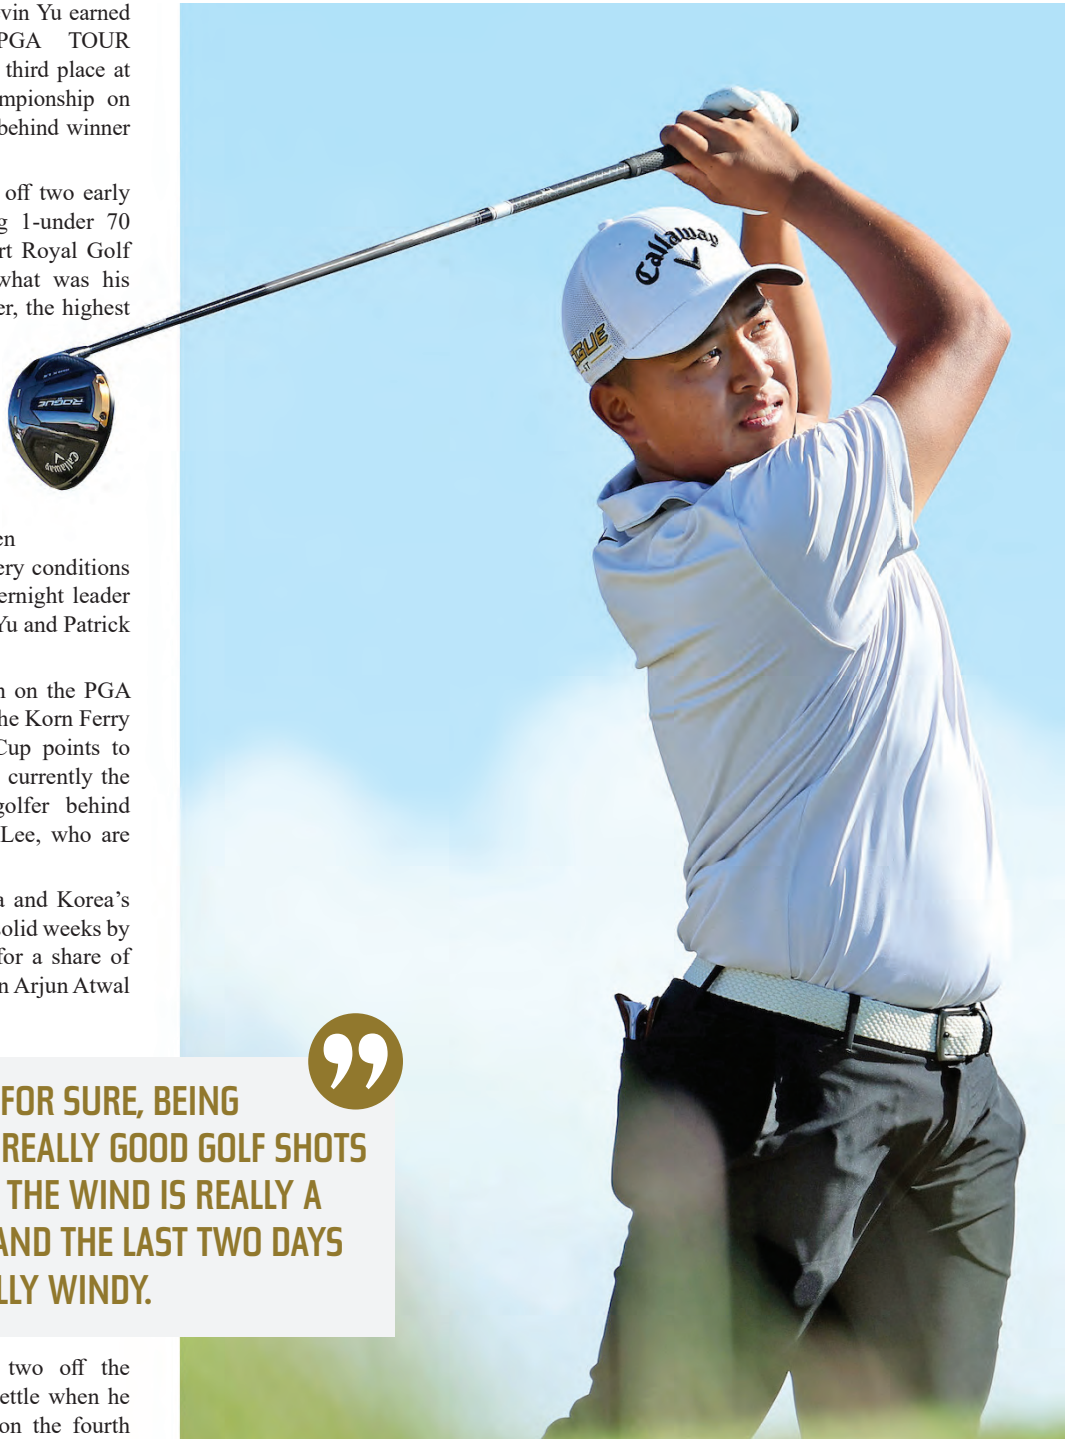 vin Yu earned
PGA TOUR
third place at
mpionship on
behind winner
off two early
g 1-under 70
rt Royal Golf
what was his
er, the highest
en
ery conditions
ernight leader
Yu and Patrick
n on the PGA
he Korn Ferry
Cup points to
currently the
golfer behind
Lee, who are
a and Korea’s
solid weeks by
for a share of
n Arjun Atwal
”
FOR SURE, BEING
REALLY GOOD GOLF SHOTS
THE WIND IS REALLY A
AND THE LAST TWO DAYS
LLY WINDY.
two off the
ettle when he
on the fourth
Callaway
OGUE
ST
ROGUE
Callaway